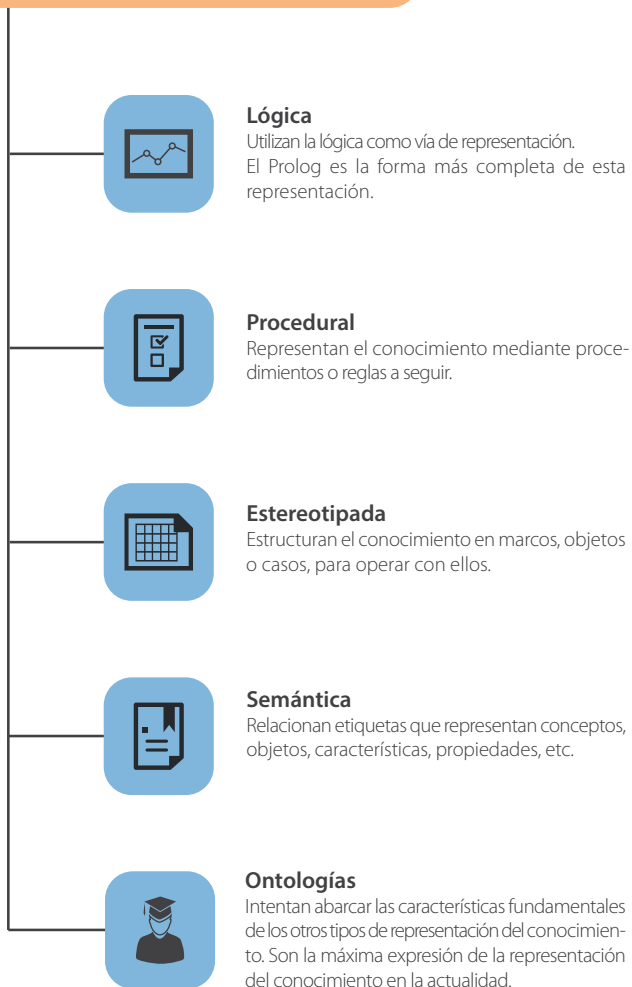 Lógica
Utilizan la lógica como vía de representación.
El Prolog es la forma más completa de esta
representación.
Procedural
Representan el conocimiento mediante proce-
dimientos o reglas a seguir.
Estereotipada
Estructuran el conocimiento en marcos, objetos
o casos, para operar con ellos.
Semántica
Relacionan etiquetas que representan conceptos,
objetos, características, propiedades, etc.
Ontologías
Intentan abarcar las características fundamentales
de los otros tipos de representación del conocimien-
to. Son la máxima expresión de la representación
del conocimiento en la actualidad.